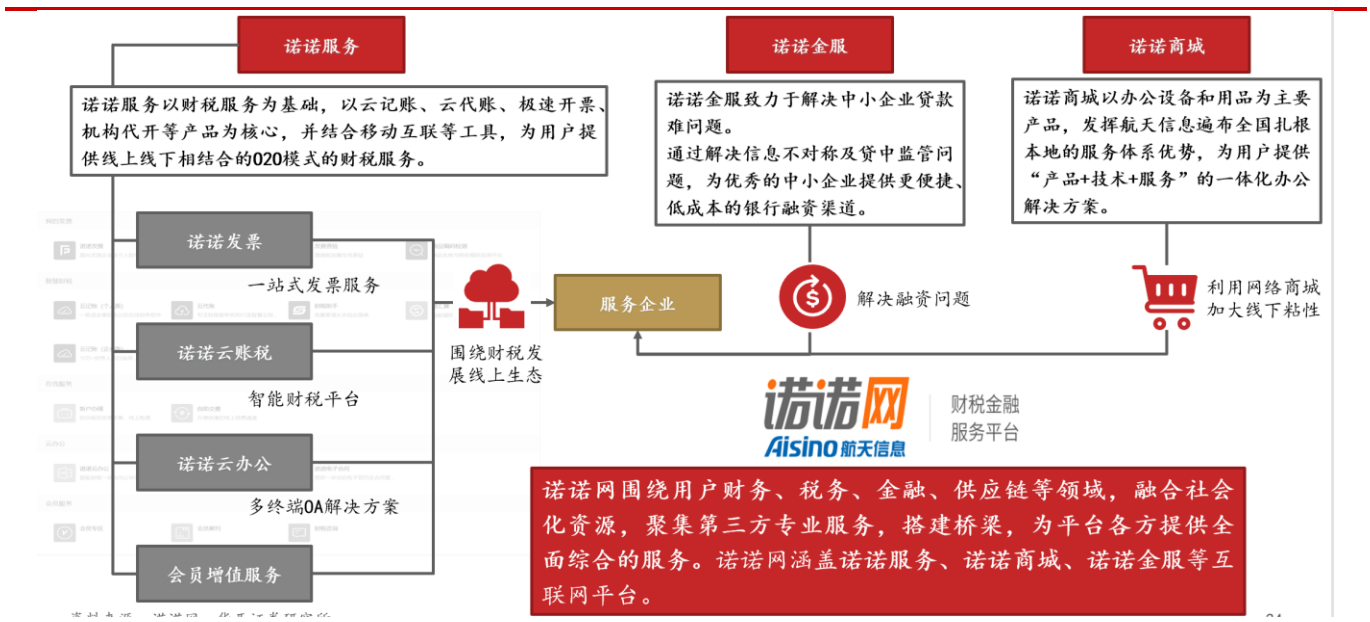 诺诺服务
诺诺服务以财税服务为基础，以云记账、云代账、极速开票、
机构代开等产品为核心，并结合移动互联等工具，为用户提
供线上线下相结合的O2O模式的财税服务。
诺诺发票
一站式发票服务
诺诺云账税
智能财税平台
诺诺云办公
多终端OA解决方案
会员增值服务
围绕财税发
展线上生态
服务企业
诺诺金服
诺诺金服致力于解决中小企业贷款
难问题。
通过解决信息不对称及贷中监管问
题，为优秀的中小企业提供更便捷、
低成本的银行融资渠道。
解决融资问题
诺诺商城
诺诺商城以办公设备和用品为主要
产品，发挥航天信息遍布全国扎根
本地的服务体系优势，为用户提供
“产品+技术+服务”的一体化办公
解决方案。
利用网络商城
加大线下粘性
诺诺网
Aisino 航天信息
财税金融
服务平台
诺诺网围绕用户财务、税务、金融、供应链等领域，融合社会
化资源，聚集第三方专业服务，搭建桥梁，为平台各方提供全
面综合的服务。诺诺网涵盖诺诺服务、诺诺商城、诺诺金服等互
联网平台。